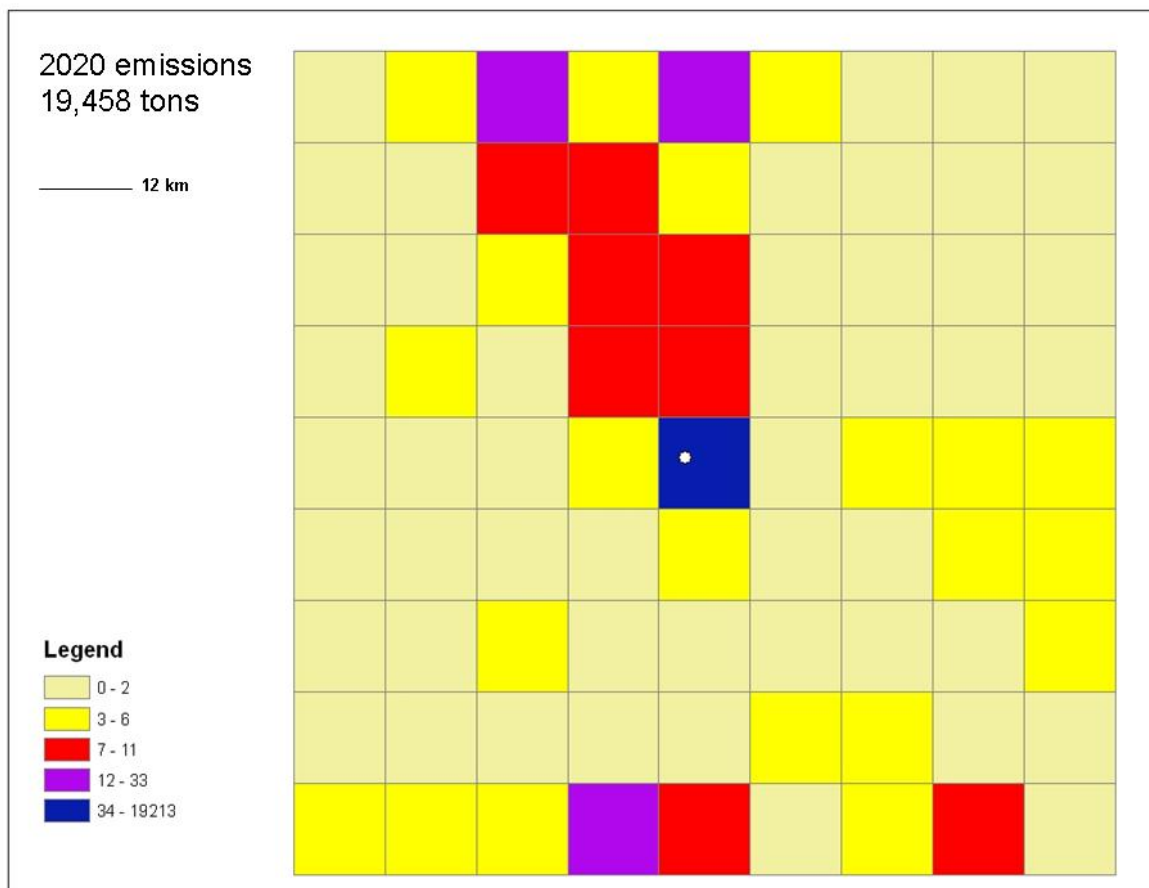 2020 emissions
19,458 tons
12 km
Legend
0 - 2
3 - 6
7 - 11
12 - 33
34 - 19213